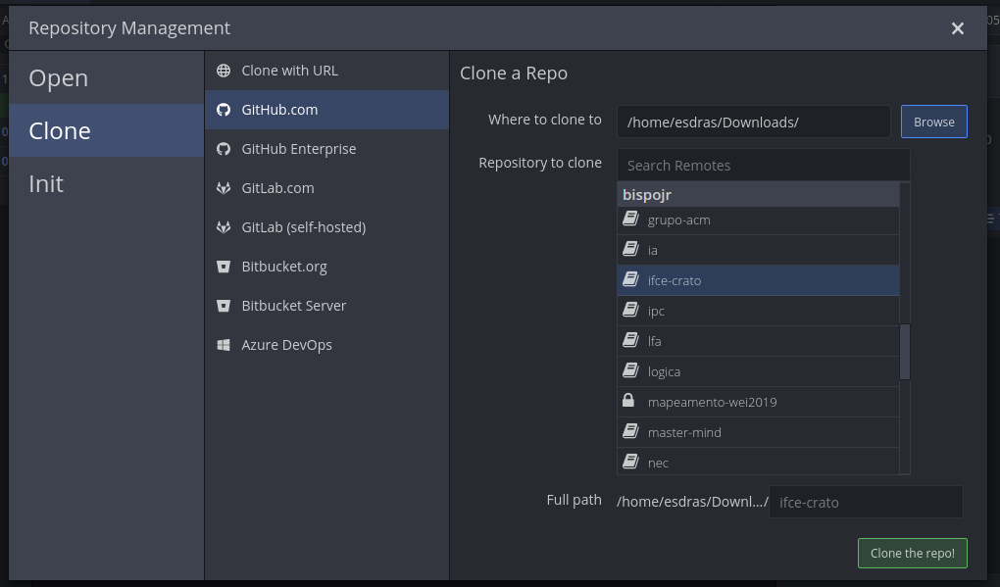 Repository Management
Open
Clone
Init
Clone with URL
GitHub.com
GitHub Enterprise
GitLab.com
GitLab (self-hosted)
Bitbucket.org
Bitbucket Server
Azure DevOps
Clone a Repo
Where to clone to /home/esdras/Downloads/ Browse
Repository to clone Search Remotes
bispojr
grupo-acm
ia
ifce-crato
ipc
lfa
logica
mapeamento-wei2019
master-mind
nec
Full path /home/esdras/Downl.../ ifce-crato
Clone the repo!